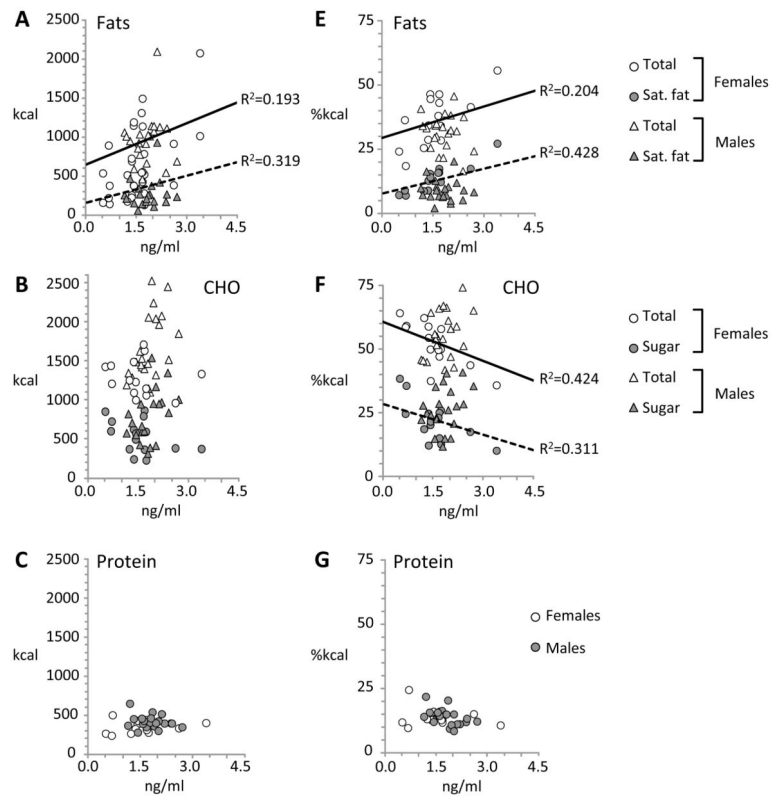 A Fats
2500
2000
1500
kcal
1000
500
0
R²=0.193
R²=0.319
0.0 1.5 3.0 4.5
ng/ml
E Fats
75
50
%kcal
25
0
R²=0.204
R²=0.428
0.0 1.5 3.0 4.5
ng/ml
Total
Sat. fat
Females
Total
Sat. fat
Males
B CHO
2500
2000
1500
kcal
1000
500
0
0.0 1.5 3.0 4.5
ng/ml
F CHO
75
50
%kcal
25
0
R²=0.424
R²=0.311
0.0 1.5 3.0 4.5
ng/ml
Total
Sugar
Females
Total
Sugar
Males
C Protein
2500
2000
1500
kcal
1000
500
0
0.0 1.5 3.0 4.5
ng/ml
G Protein
75
50
%kcal
25
0
0.0 1.5 3.0 4.5
ng/ml
Females
Males